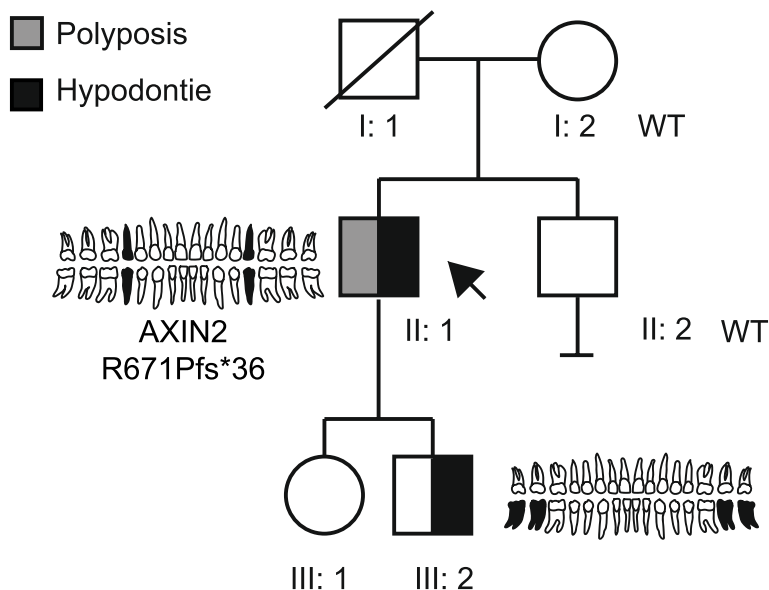 Polyposis
Hypodontie
I: 1
I: 2 WT
AXIN2
R671Pfs*36
II: 1
II: 2 WT
III: 1
III: 2